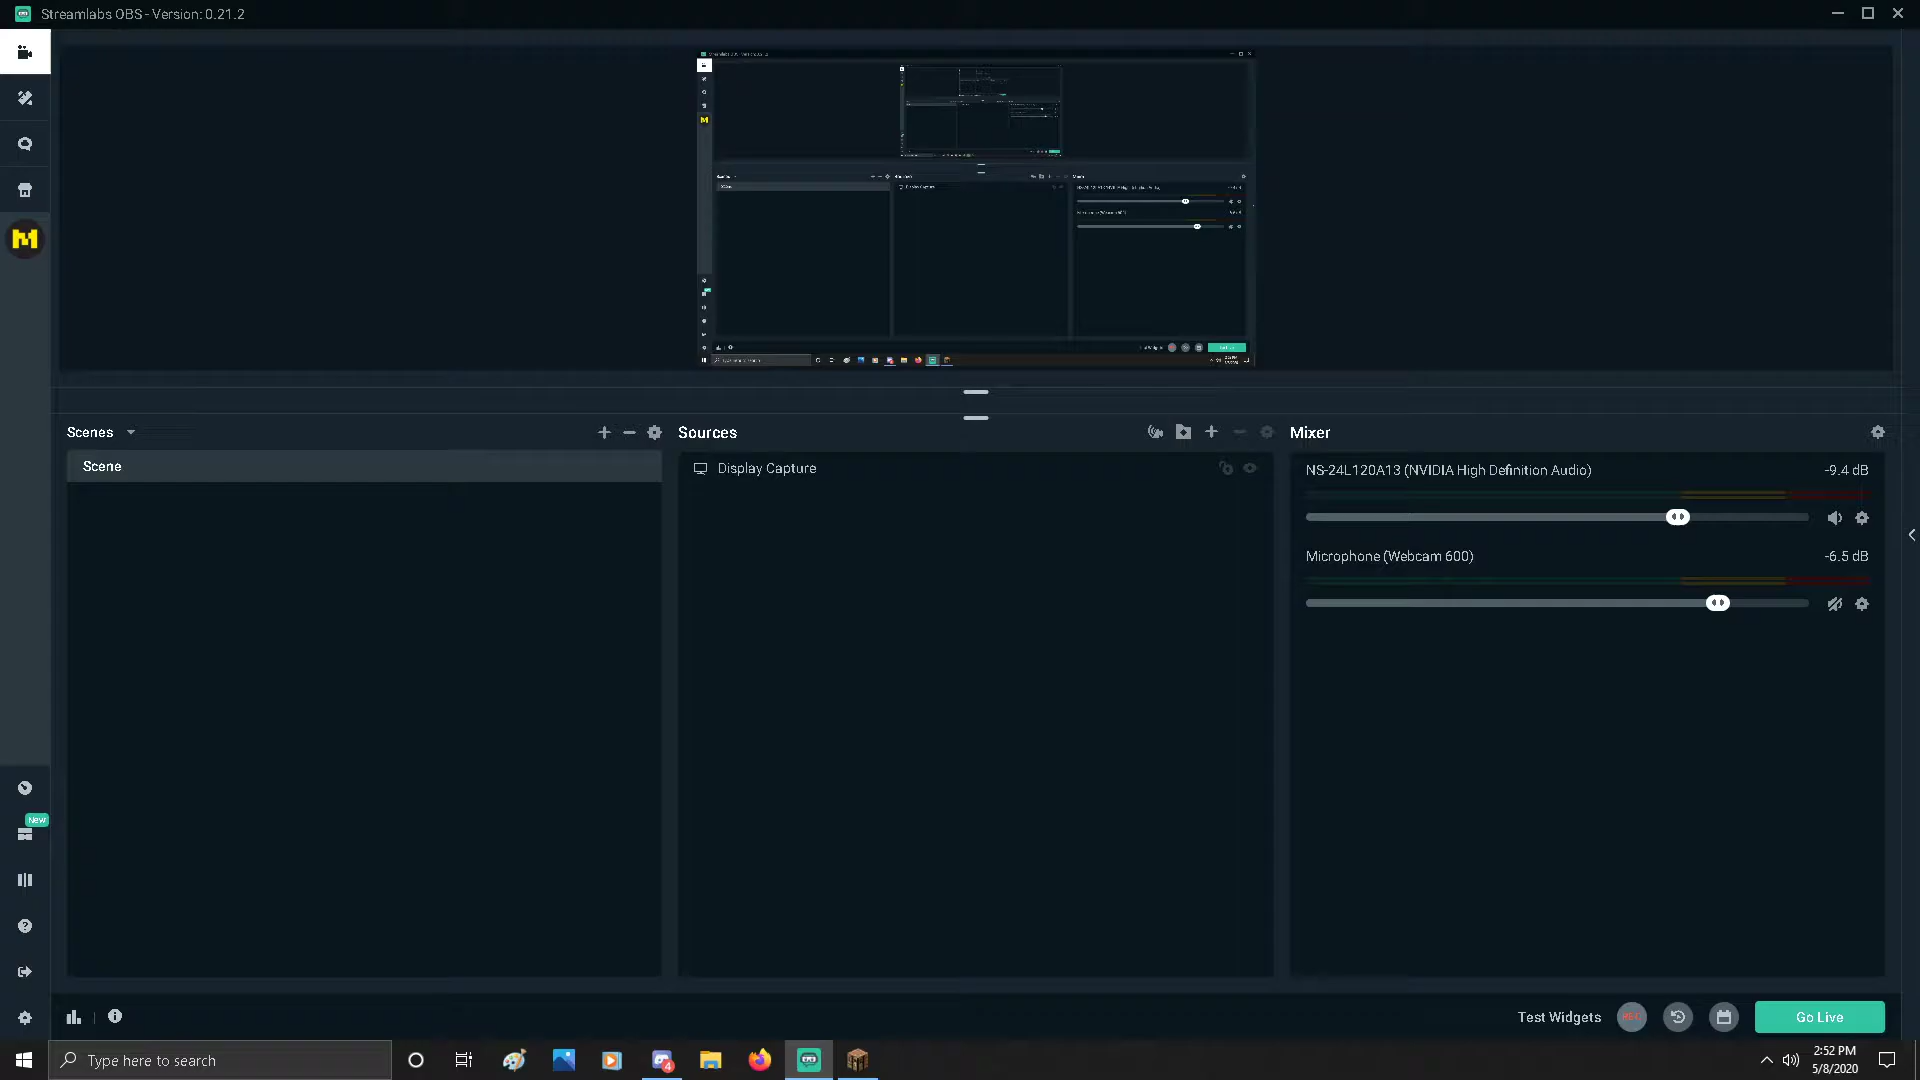 Streamlabs OBS - Version: 0.21.2
Scenes
Sources
Mixer
Scene
Display Capture
NS-24L120A13 (NVIDIA High Definition Audio)
-9.4 dB
Microphone (Webcam 600)
-6.5 dB
New
Test Widgets
REC
Go Live
Type here to search
4
2:52 PM
5/8/2020